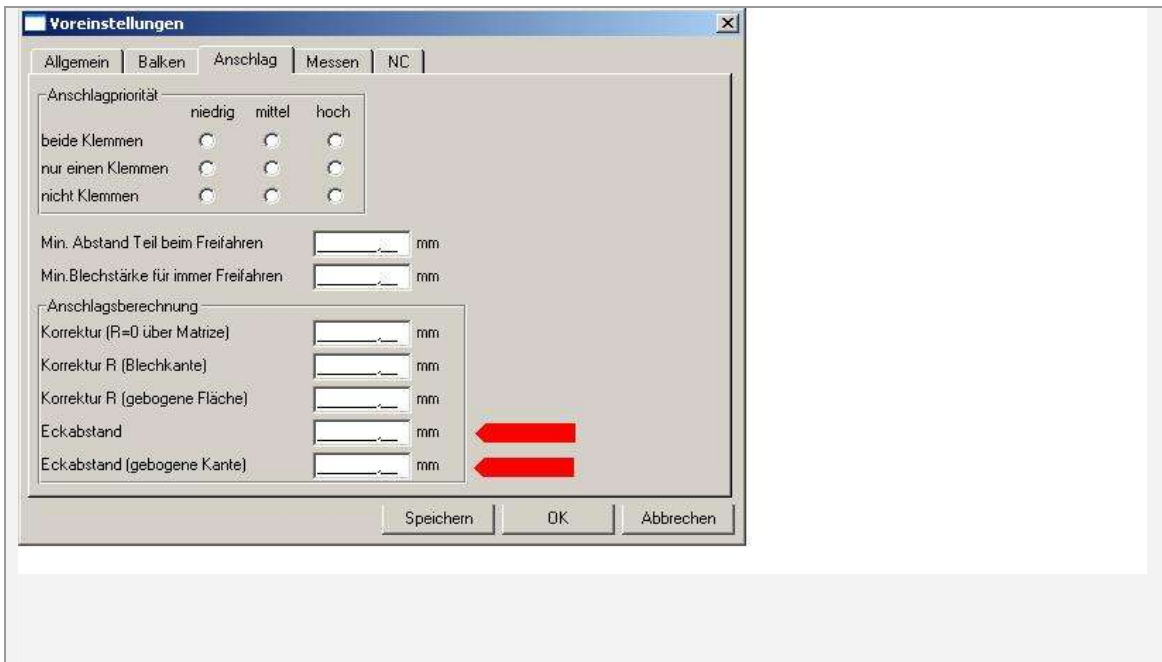 Voreinstellungen
Allgemein Balken Anschlag Messen NC
Anschlagpriorität
niedrig mittel hoch
beide Klemmen
nur einen Klemmen
nicht Klemmen
Min. Abstand Teil beim Freifahren mm
Min.Blechstärke für immer Freifahren mm
Anschlagsberechnung
Korrektur (R=0 über Matrize) mm
Korrektur R (Blechkante) mm
Korrektur R (gebogene Fläche) mm
Eckabstand mm
Eckabstand (gebogene Kante) mm
Speichern OK Abbrechen